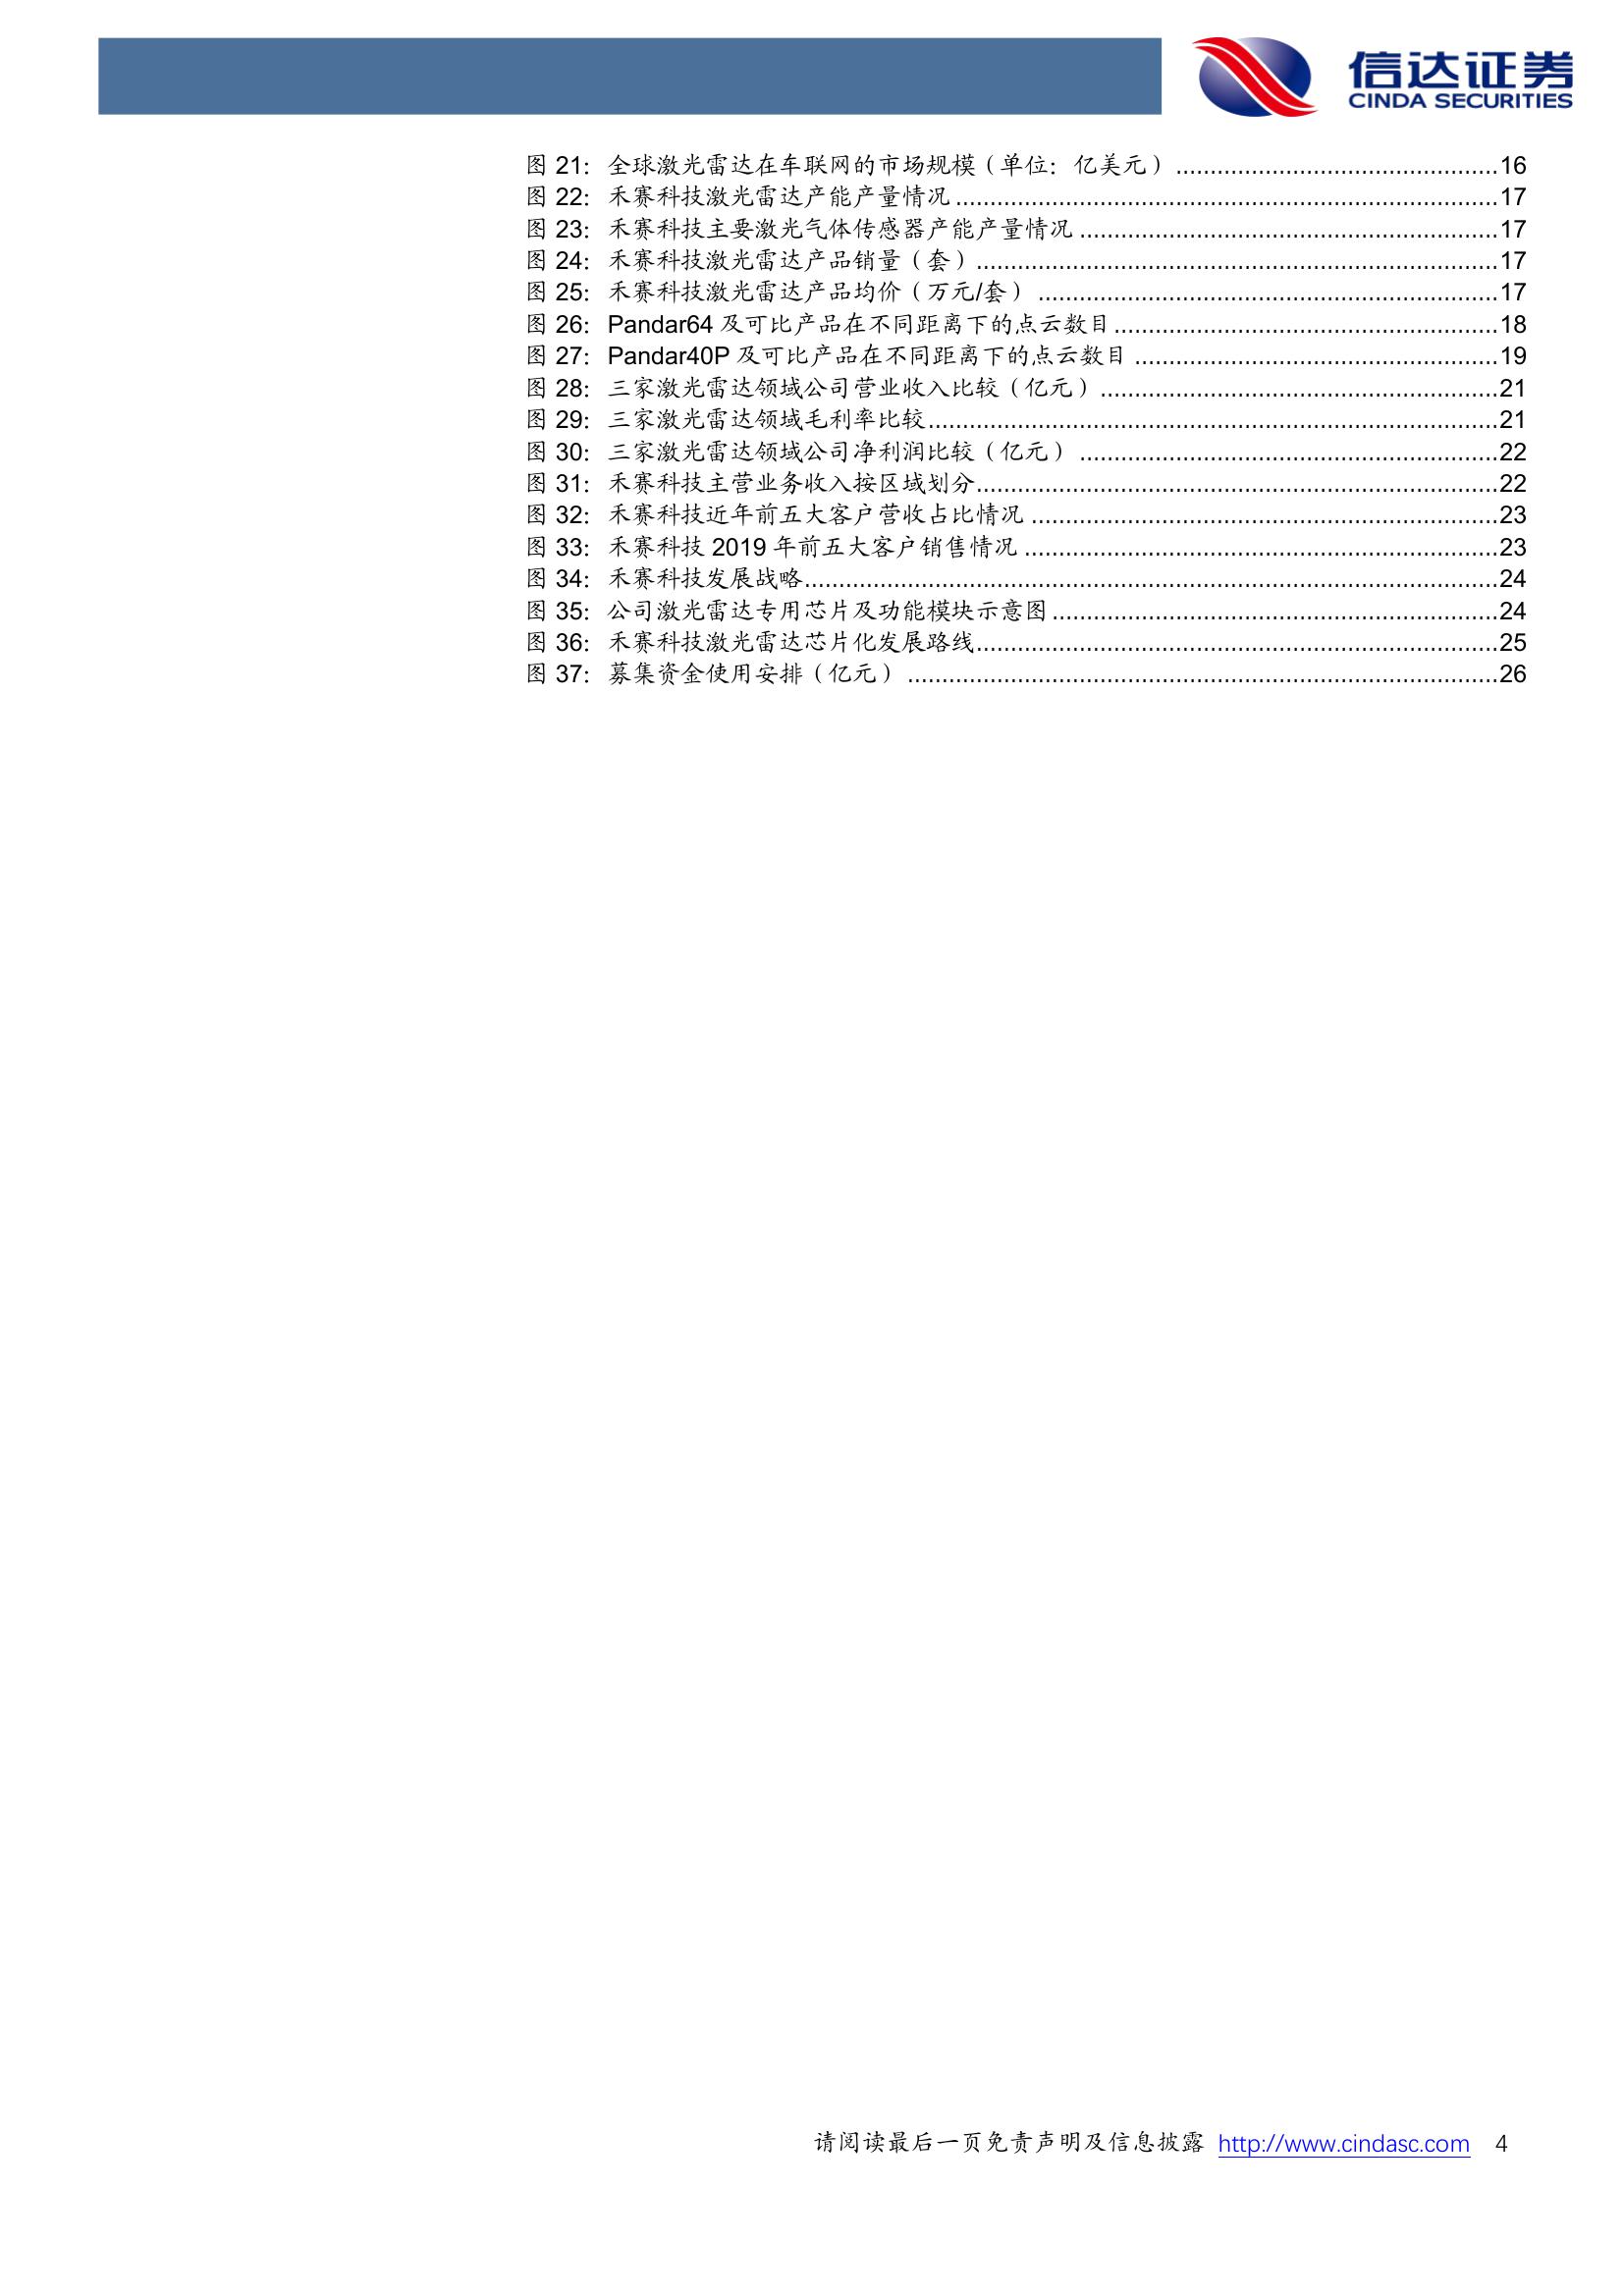 信达证券
CINDA SECURITIES
图 21：全球激光雷达在车联网的市场规模（单位：亿美元）...............................................16
图 22：禾赛科技激光雷达产能产量情况...............................................................................17
图 23：禾赛科技主要激光气体传感器产能产量情况.............................................................17
图 24：禾赛科技激光雷达产品销量（套）............................................................................17
图 25：禾赛科技激光雷达产品均价（万元/套）...................................................................17
图 26：Pandar64 及可比产品在不同距离下的点云数目........................................................18
图 27：Pandar40P 及可比产品在不同距离下的点云数目.....................................................19
图 28：三家激光雷达领域公司营业收入比较（亿元）..........................................................21
图 29：三家激光雷达领域毛利率比较...................................................................................21
图 30：三家激光雷达领域公司净利润比较（亿元）.............................................................22
图 31：禾赛科技主营业务收入按区域划分............................................................................22
图 32：禾赛科技近年前五大客户营收占比情况....................................................................23
图 33：禾赛科技 2019 年前五大客户销售情况.....................................................................23
图 34：禾赛科技发展战略.....................................................................................................24
图 35：公司激光雷达专用芯片及功能模块示意图.................................................................24
图 36：禾赛科技激光雷达芯片化发展路线............................................................................25
图 37：募集资金使用安排（亿元）......................................................................................26
请阅读最后一页免责声明及信息披露 http://www.cindasc.com 4